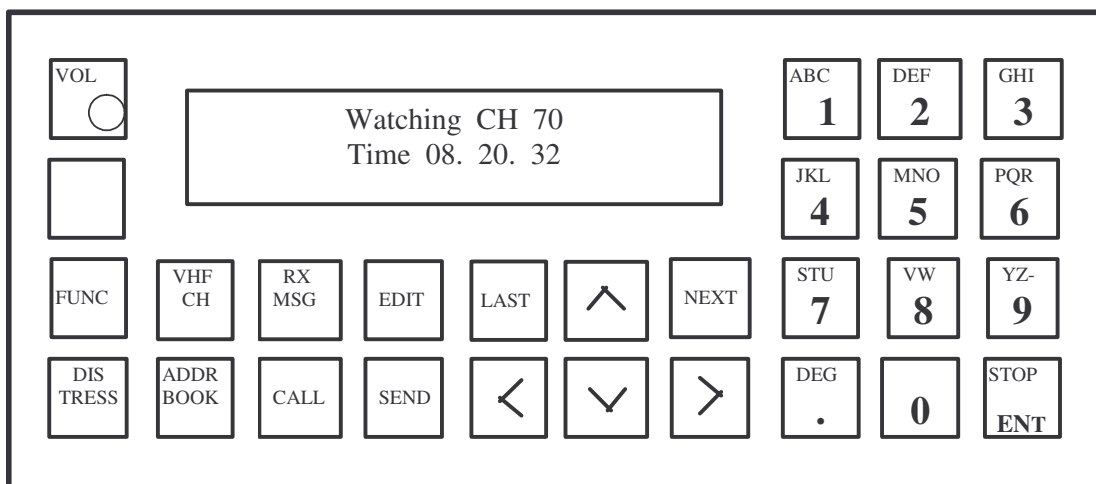 VOL
Watching CH 70
Time 08. 20. 32
ABC
1
DEF
2
GHI
3
JKL
4
MNO
5
PQR
6
FUNC
VHF
CH
RX
MSG
EDIT
LAST
NEXT
STU
7
VW
8
YZ-
9
DIS
TRESS
ADDR
BOOK
CALL
SEND
DEG
.
0
STOP
ENT